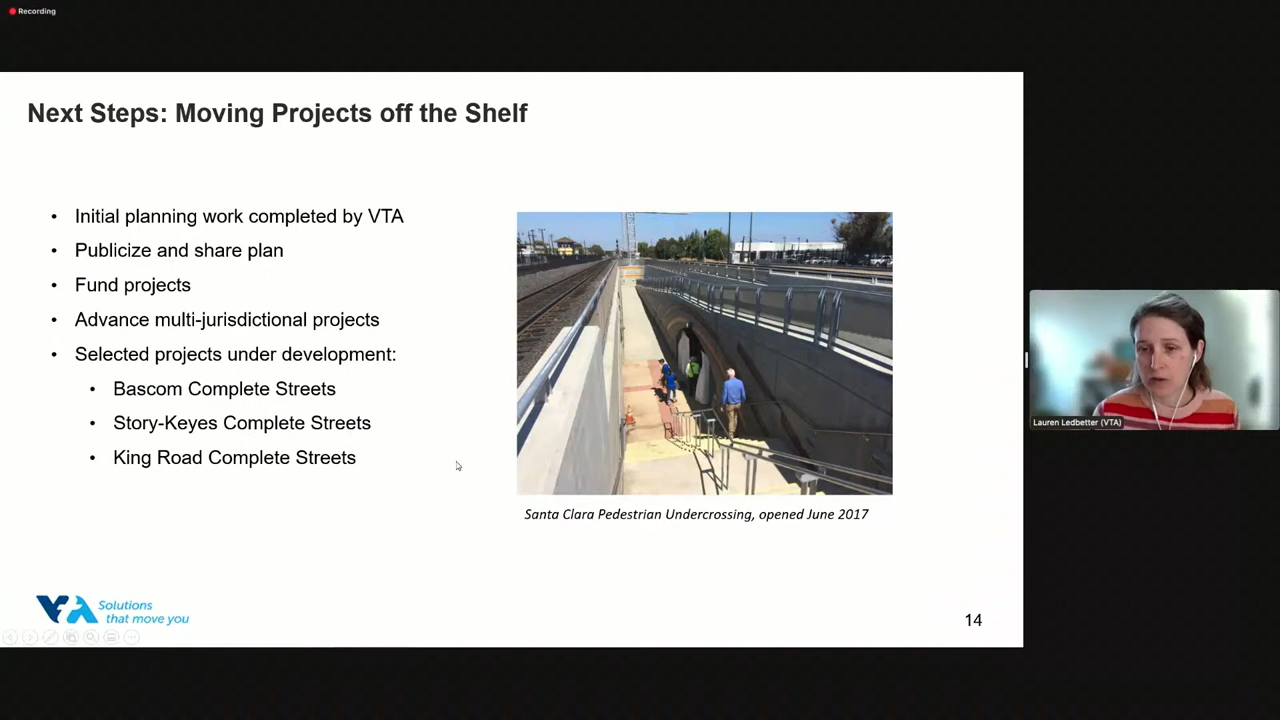 Recording
Next Steps: Moving Projects off the Shelf
• Initial planning work completed by VTA
• Publicize and share plan
• Fund projects
• Advance multi-jurisdictional projects
• Selected projects under development:
• Bascom Complete Streets
• Story-Keyes Complete Streets
• King Road Complete Streets
Santa Clara Pedestrian Undercrossing, opened June 2017
Lauren Ledbetter (VTA)
VTA Solutions
that move you
14